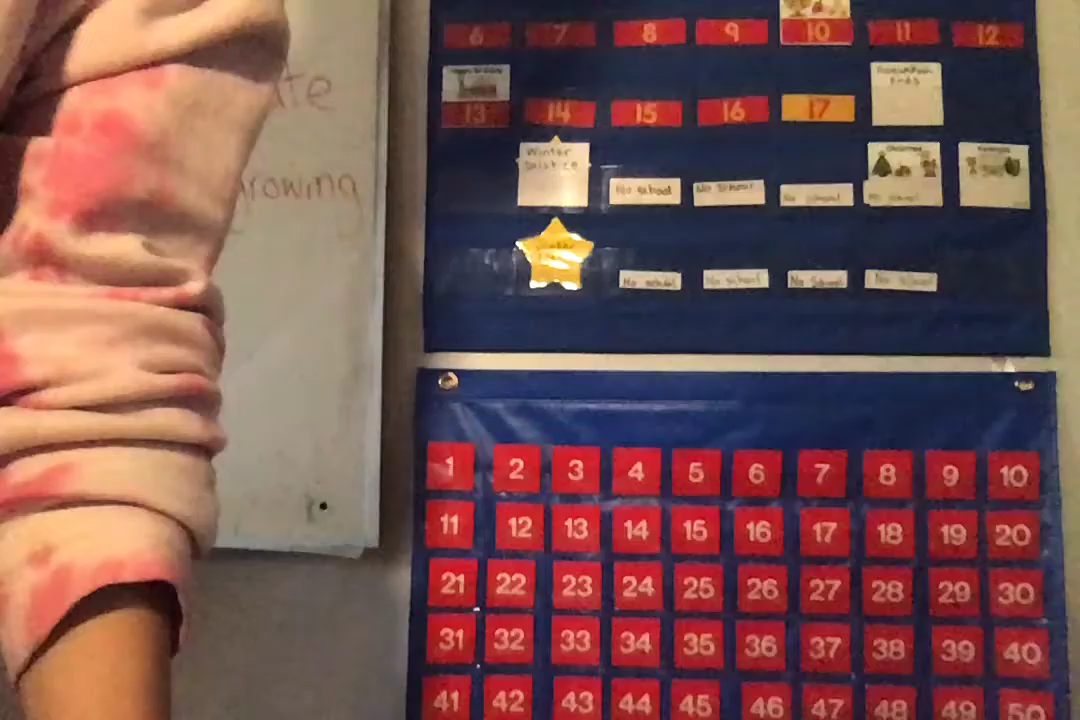 ate
growing
6 7 8 9 10 11 12
13 14 15 16 17
Ends
Winter
Solstice
No school No School No school Christmas
No school
No school No school No School No School
1 2 3 4 5 6 7 8 9 10
11 12 13 14 15 16 17 18 19 20
21 22 23 24 25 26 27 28 29 30
31 32 33 34 35 36 37 38 39 40
41 42 43 44 45 46 47 48 49 50